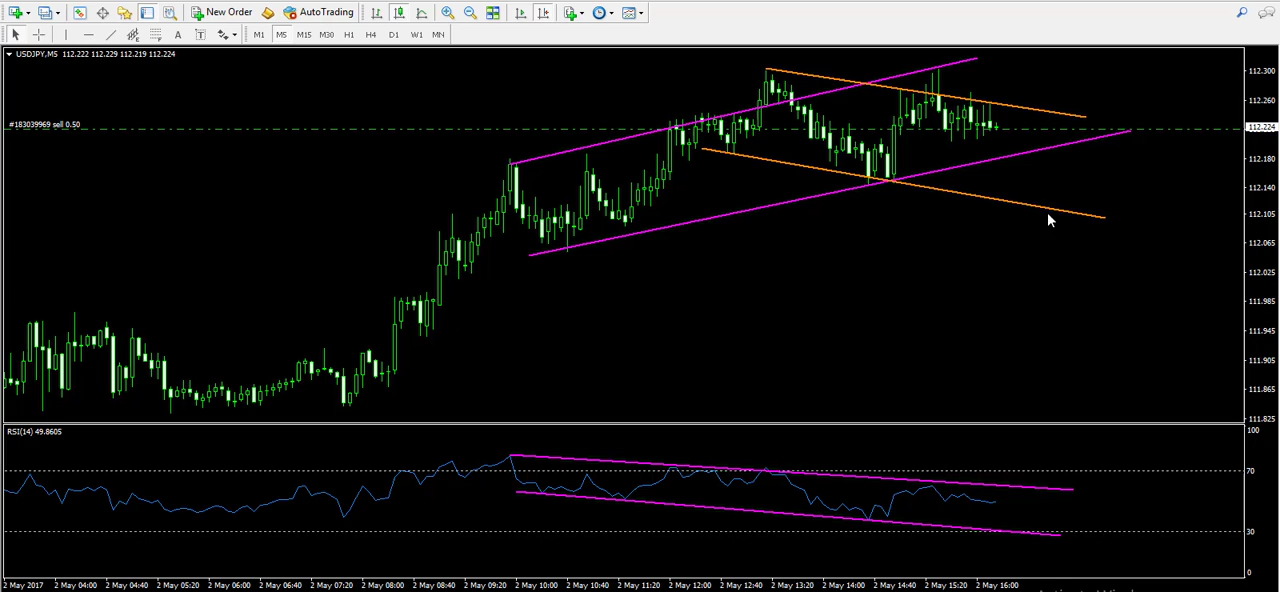 New Order AutoTrading
A T M1 M5 M15 M30 H1 H4 D1 W1 MN
USDJPY,M5 112.222 112.229 112.219 112.224
#183039969 sell 0.50
112.300
112.260
112.224
112.180
112.140
112.105
112.065
112.025
111.985
111.945
111.905
111.865
111.825
RSI(14) 49.8605
100
70
30
0
2 May 2017 2 May 04:00 2 May 04:40 2 May 05:20 2 May 06:00 2 May 06:40 2 May 07:20 2 May 08:00 2 May 08:40 2 May 09:20 2 May 10:00 2 May 10:40 2 May 11:20 2 May 12:00 2 May 12:40 2 May 13:20 2 May 14:00 2 May 14:40 2 May 15:20 2 May 16:00